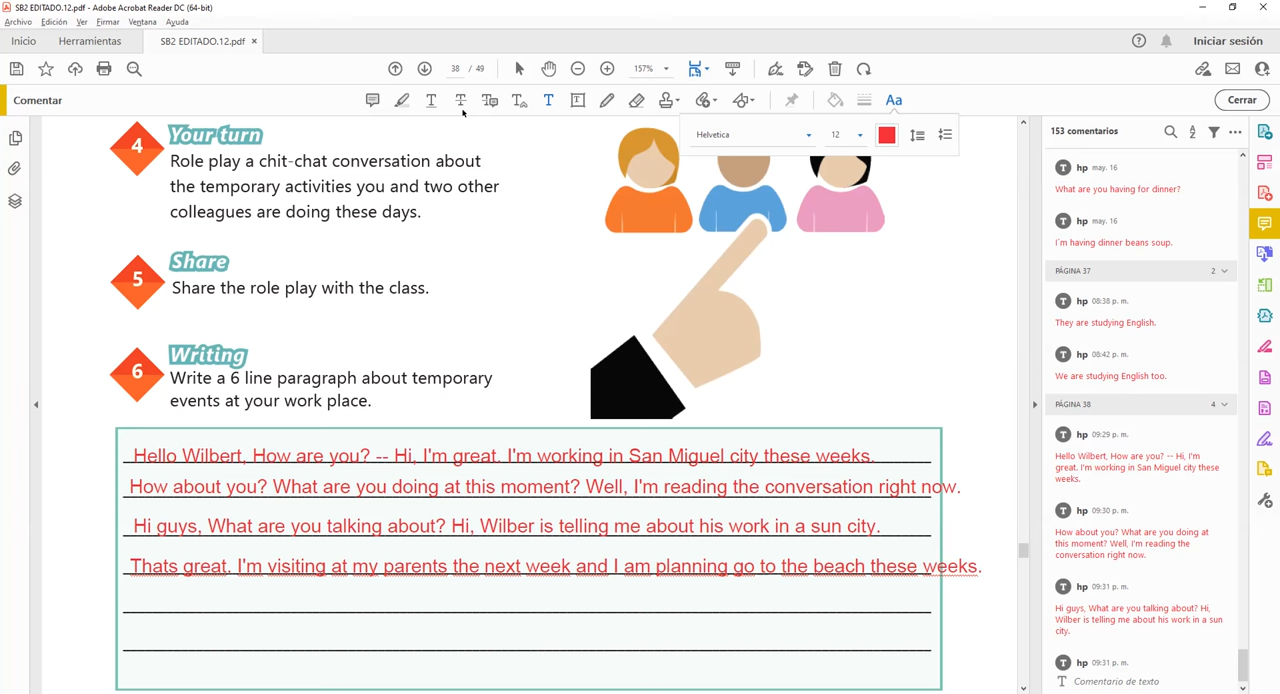 SB2 EDITADO.12.pdf - Adobe Acrobat Reader DC (64-bit)
Archivo Edición Ver Firmar Ventana Ayuda
Inicio Herramientas SB2 EDITADO.12.pdf × Iniciar sesión
38 / 49 157%
Comentar Aa Cerrar
Helvetica 12
4 Your turn
Role play a chit-chat conversation about
the temporary activities you and two other
colleagues are doing these days.
5 Share
Share the role play with the class.
6 Writing
Write a 6 line paragraph about temporary
events at your work place.
Hello Wilbert, How are you? -- Hi, I'm great. I'm working in San Miguel city these weeks.
How about you? What are you doing at this moment? Well, I'm reading the conversation right now.
Hi guys, What are you talking about? Hi, Wilber is telling me about his work in a sun city.
Thats great. I'm visiting at my parents the next week and I am planning go to the beach these weeks.
153 comentarios
T hp may. 16
What are you having for dinner?
T hp may. 16
I´m having dinner beans soup.
PÁGINA 37 2
T hp 08:38 p. m.
They are studying English.
T hp 08:42 p. m.
We are studying English too.
PÁGINA 38 4
T hp 09:29 p. m.
Hello Wilbert, How are you? -- Hi, I'm
great. I'm working in San Miguel city these
weeks.
T hp 09:30 p. m.
How about you? What are you doing at
this moment? Well, I'm reading the
conversation right now.
T hp 09:31 p. m.
Hi guys, What are you talking about? Hi,
Wilber is telling me about his work in a sun
city.
T hp 09:31 p. m.
T Comentario de texto